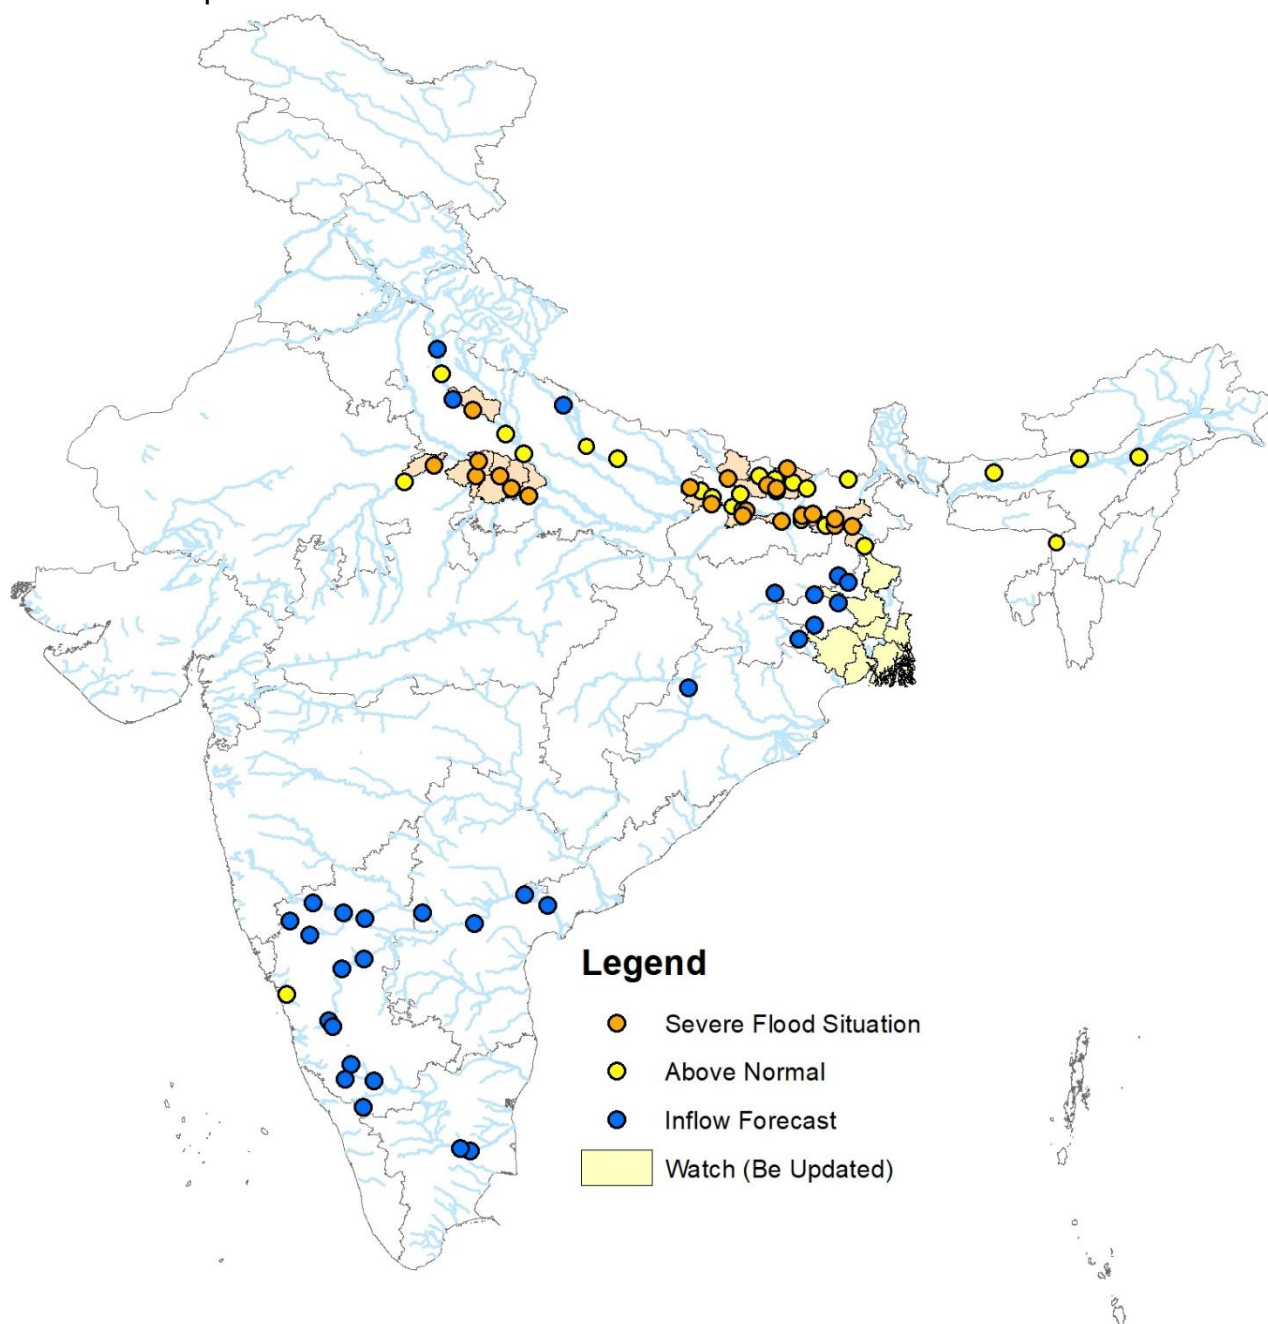 Legend
Severe Flood Situation
Above Normal
Inflow Forecast
Watch (Be Updated)